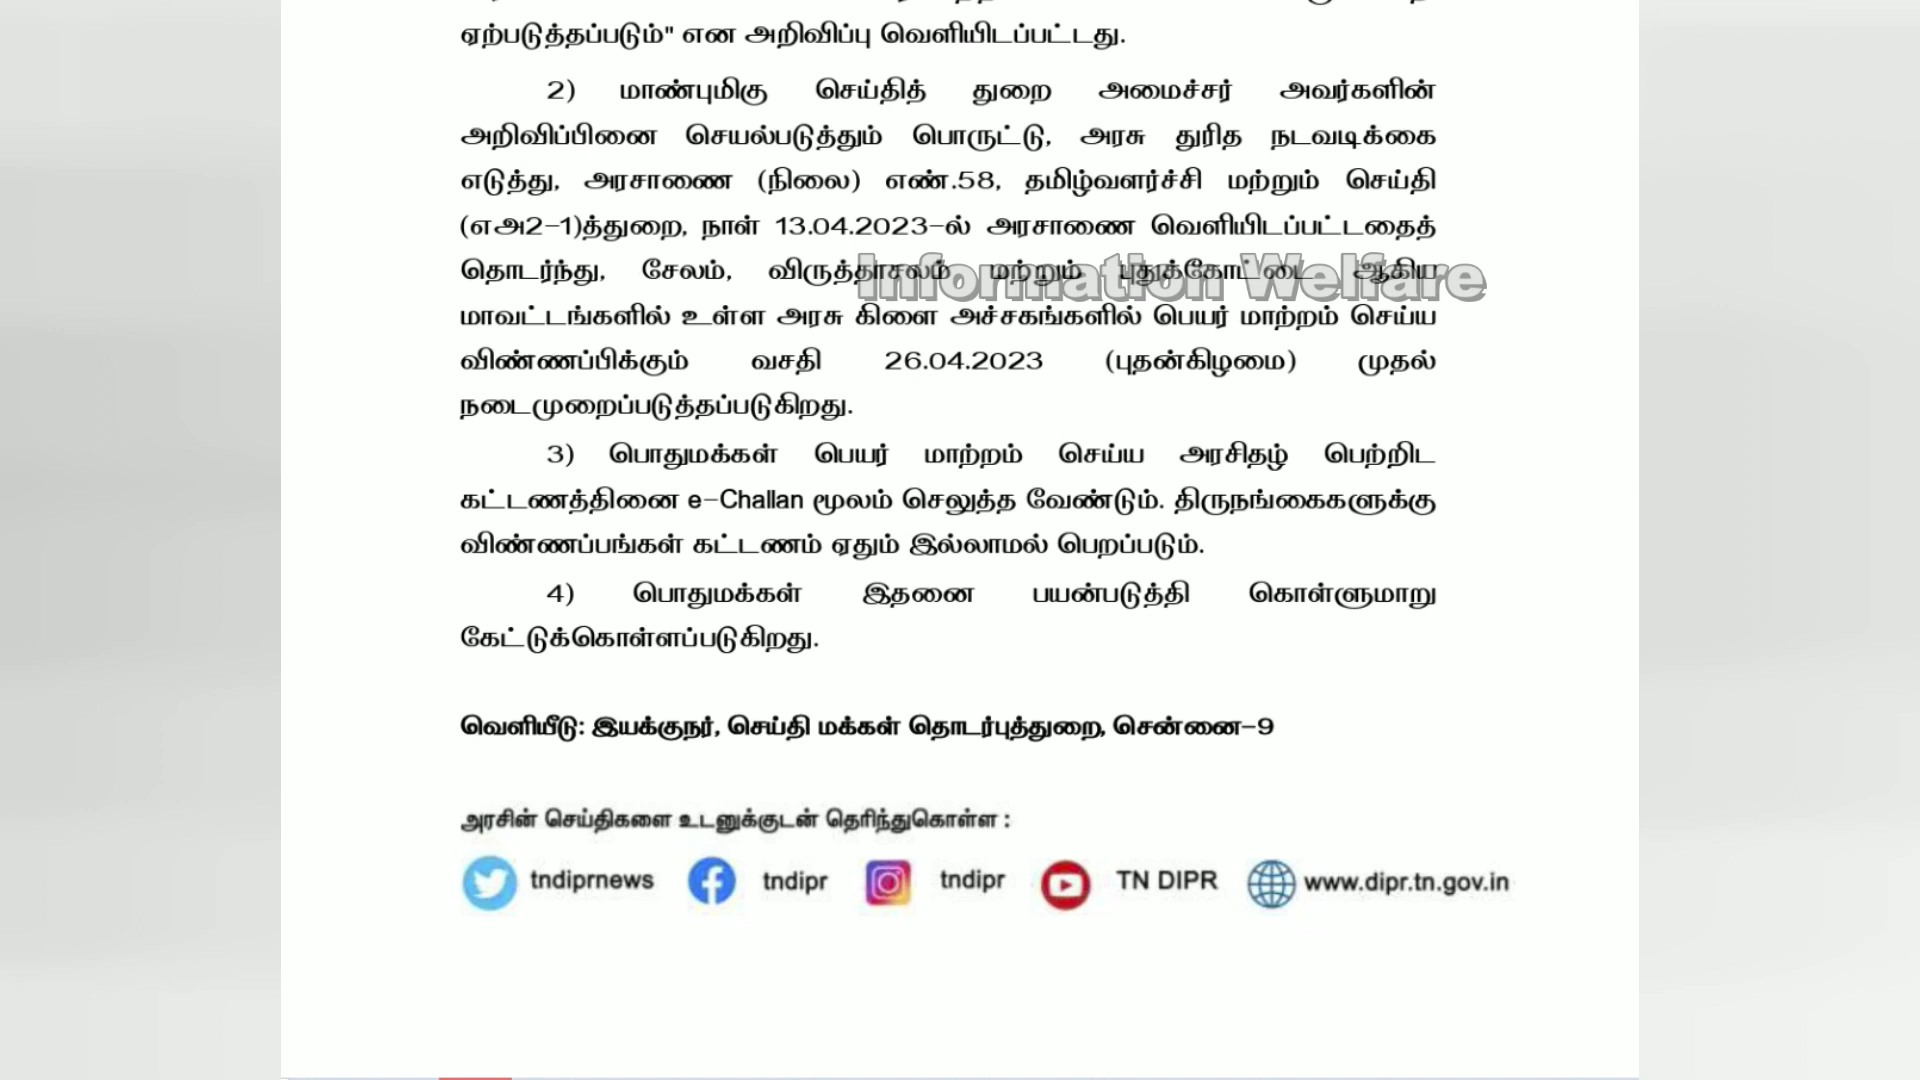 ஏற்படுத்தப்படும்" என அறிவிப்பு வெளியிடப்பட்டது.
2) மாண்புமிகு செய்தித் துறை அமைச்சர் அவர்களின்
அறிவிப்பினை செயல்படுத்தும் பொருட்டு, அரசு துரித நடவடிக்கை
எடுத்து, அரசாணை (நிலை) எண்.58, தமிழ்வளர்ச்சி மற்றும் செய்தி
(எஅ2-1)த்துறை, நாள் 13.04.2023-ல் அரசாணை வெளியிடப்பட்டதைத்
தொடர்ந்து, சேலம், விருத்தாசலம் மற்றும் புதுக்கோட்டை ஆகிய
Information Welfare
மாவட்டங்களில் உள்ள அரசு கிளை அச்சகங்களில் பெயர் மாற்றம் செய்ய
விண்ணப்பிக்கும் வசதி 26.04.2023 (புதன்கிழமை) முதல்
நடைமுறைப்படுத்தப்படுகிறது.
3) பொதுமக்கள் பெயர் மாற்றம் செய்ய அரசிதழ் பெற்றிட
கட்டணத்தினை e-Challan மூலம் செலுத்த வேண்டும். திருநங்கைகளுக்கு
விண்ணப்பங்கள் கட்டணம் ஏதும் இல்லாமல் பெறப்படும்.
4) பொதுமக்கள் இதனை பயன்படுத்தி கொள்ளுமாறு
கேட்டுக்கொள்ளப்படுகிறது.
வெளியீடு: இயக்குநர், செய்தி மக்கள் தொடர்புத்துறை, சென்னை-9
அரசின் செய்திகளை உடனுக்குடன் தெரிந்துகொள்ள :
tndiprnews tndipr tndipr TN DIPR www.dipr.tn.gov.in